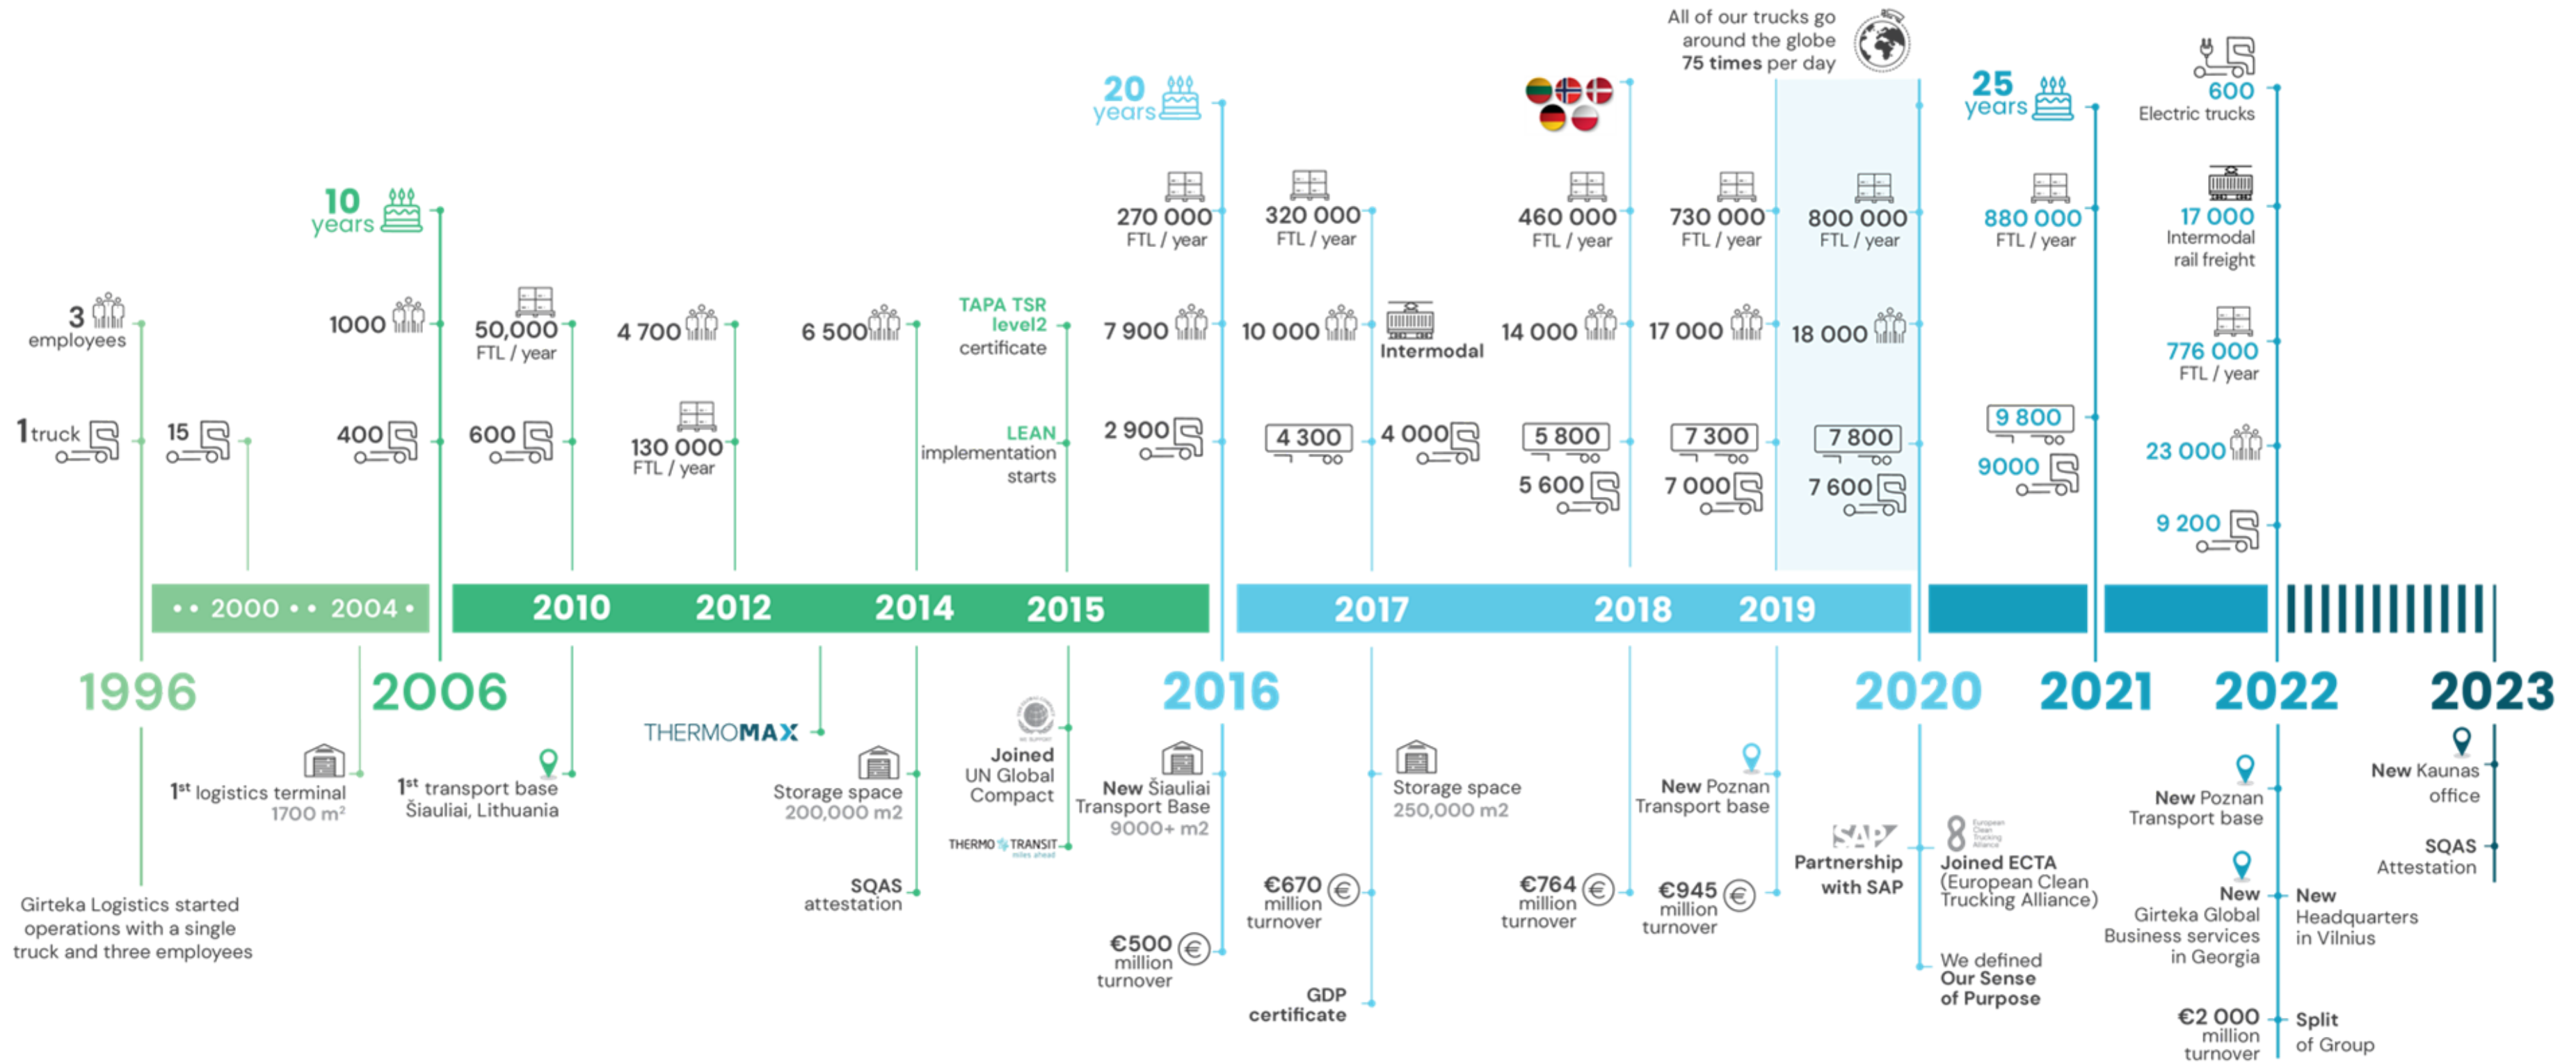 3
employees
1 truck
15
10
years
1000
400
50,000
FTL / year
600
4 700
130 000
FTL / year
6 500
TAPA TSR
level2
certificate
LEAN
implementation
starts
20
years
270 000
FTL / year
7 900
2 900
320 000
FTL / year
10 000
Intermodal
4 300
4 000
460 000
FTL / year
14 000
5 800
5 600
All of our trucks go
around the globe
75 times per day
730 000
FTL / year
17 000
7 300
7 000
800 000
FTL / year
18 000
7 800
7 600
25
years
880 000
FTL / year
9 800
9000
600
Electric trucks
17 000
Intermodal
rail freight
776 000
FTL / year
23 000
9 200
•• 2000 •• 2004 •
2010
2012
2014
2015
2017
2018
2019
1996
2006
2016
2020
2021
2022
2023
Girteka Logistics started
operations with a single
truck and three employees
1st logistics terminal
1700 m²
1st transport base
Šiauliai, Lithuania
THERMOMAX
Storage space
200,000 m2
SQAS
attestation
WE SUPPORT
Joined
UN Global
Compact
THERMO TRANSIT
miles ahead
New Šiauliai
Transport Base
9000+ m2
€500
million
turnover
Storage space
250,000 m2
€670
million
turnover
GDP
certificate
€764
million
turnover
New Poznan
Transport base
€945
million
turnover
SAP
Partnership
with SAP
European
Clean
Trucking
Alliance
Joined ECTA
(European Clean
Trucking Alliance)
We defined
Our Sense
of Purpose
New Poznan
Transport base
New
Girteka Global
Business services
in Georgia
New
Headquarters
in Vilnius
€2 000
million
turnover
Split
of Group
New Kaunas
office
SQAS
Attestation